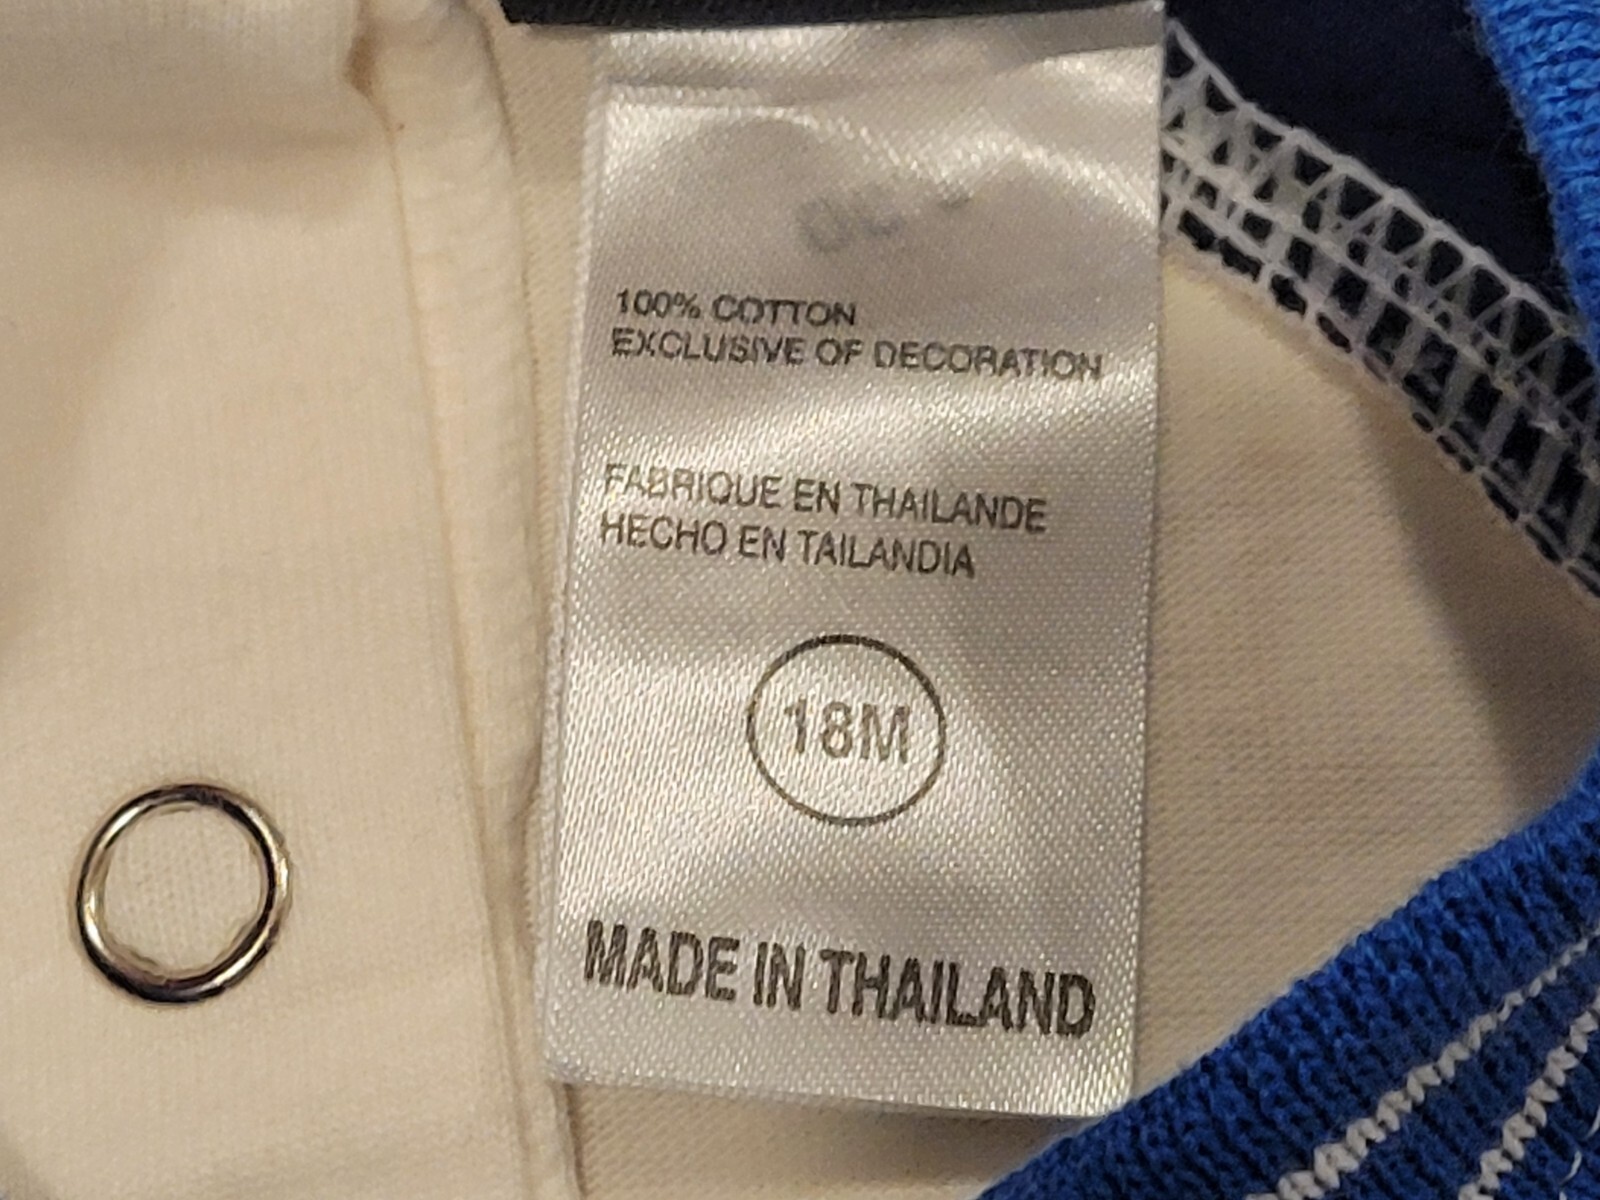 100% COTTON
EXCLUSIVE OF DECORATION
FABRIQUE EN THAILANDE
HECHO EN TAILANDIA
18M
MADE IN THAILAND